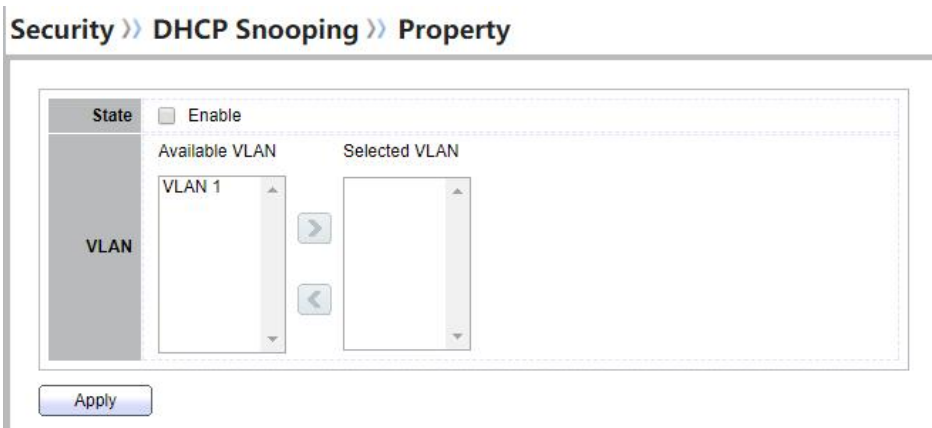 Security » DHCP Snooping » Property
State Enable
Available VLAN Selected VLAN
VLAN 1
VLAN
Apply